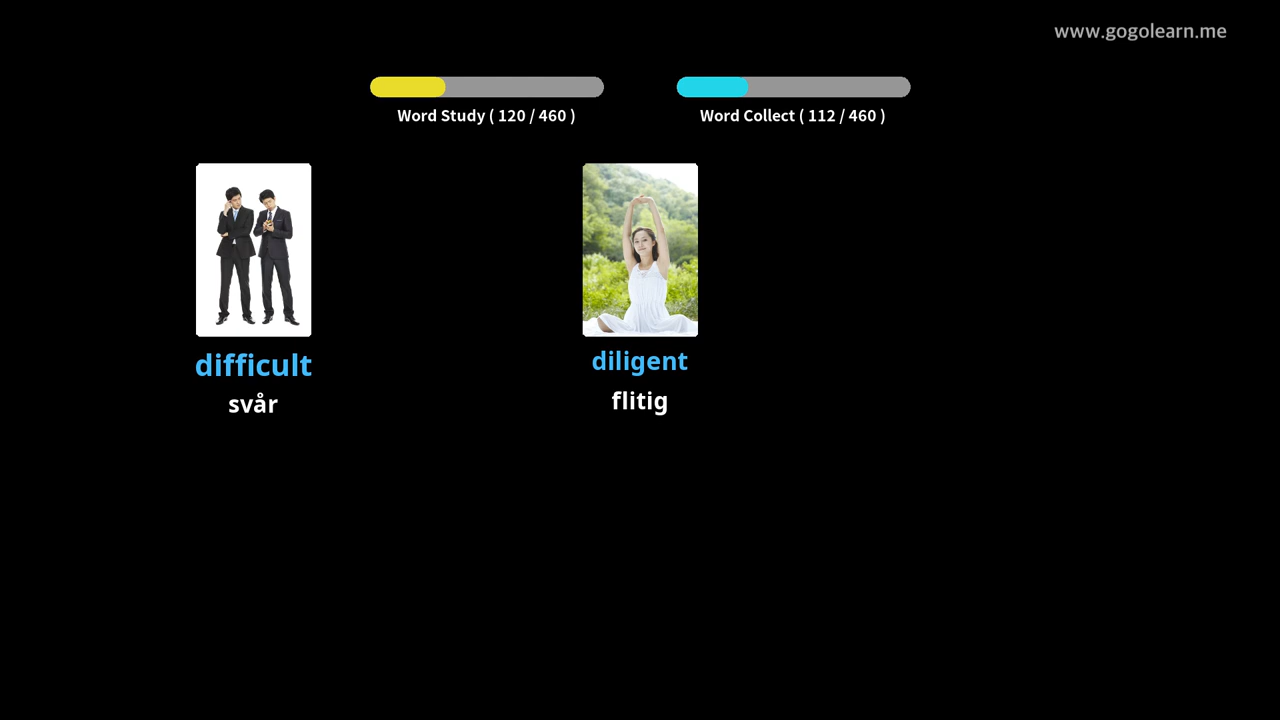 www.gogolearn.me
Word Study ( 120 / 460 )
Word Collect ( 112 / 460 )
difficult
svår
diligent
flitig